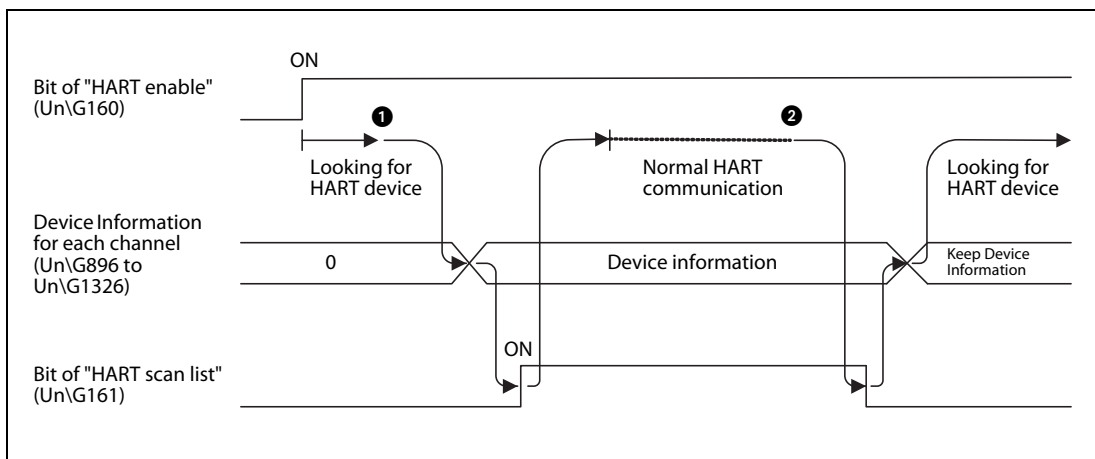 ON
Bit of "HART enable"
(Un\G160)
❶
❷
Looking for
HART device
Normal HART
communication
Looking for
HART device
Device Information
for each channel
(Un\G896 to
Un\G1326)
0
Device information
Keep Device
Information
ON
Bit of "HART scan list"
(Un\G161)